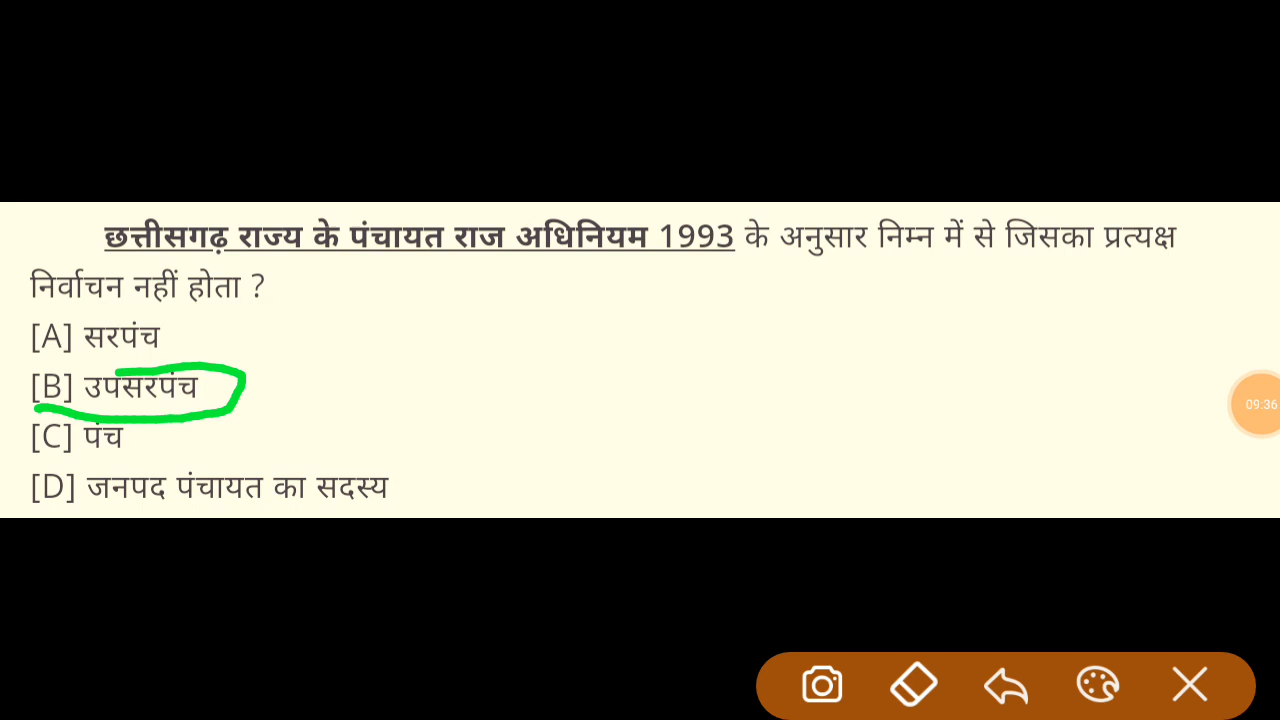 छत्तीसगढ़ राज्य के पंचायत राज अधिनियम 1993 के अनुसार निम्न में से जिसका प्रत्यक्ष
निर्वाचन नहीं होता ?
[A] सरपंच
[B] उपसरपंच
[C] पंच
[D] जनपद पंचायत का सदस्य
09:36